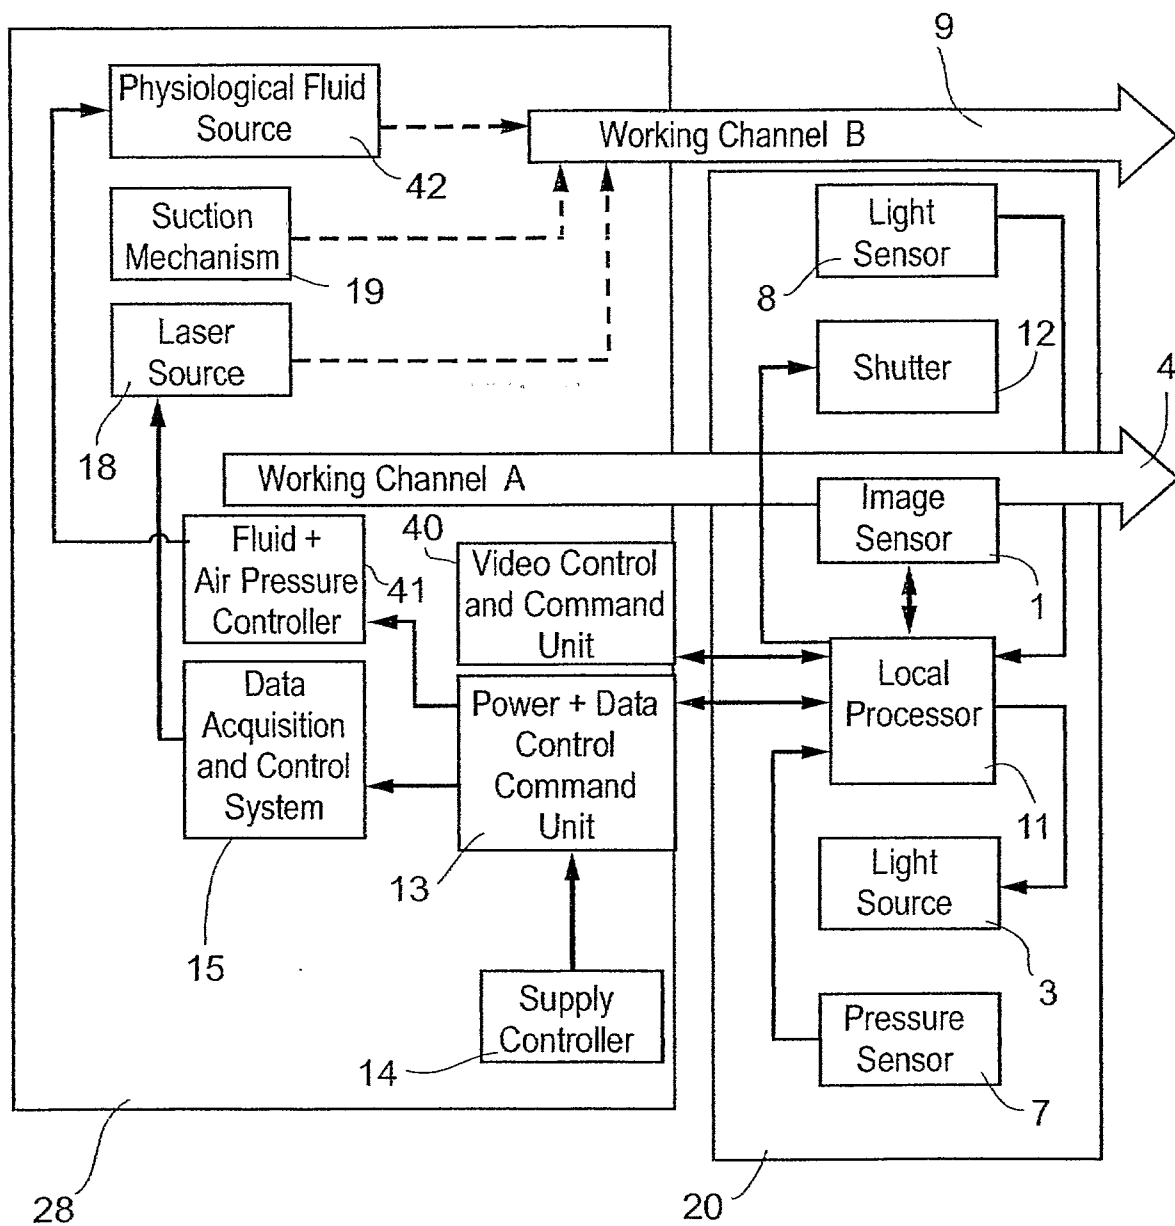 9
Physiological Fluid
Source
42
Working Channel B
Suction
Mechanism
19
Light
Sensor
8
Laser
Source
18
Shutter
12
4
Working Channel A
Image
Sensor
1
Fluid +
Air Pressure
Controller
41
40
Video Control
and Command
Unit
Local
Processor
11
Data
Acquisition
and Control
System
15
Power + Data
Control
Command
Unit
13
Light
Source
3
Supply
Controller
14
Pressure
Sensor
7
28
20